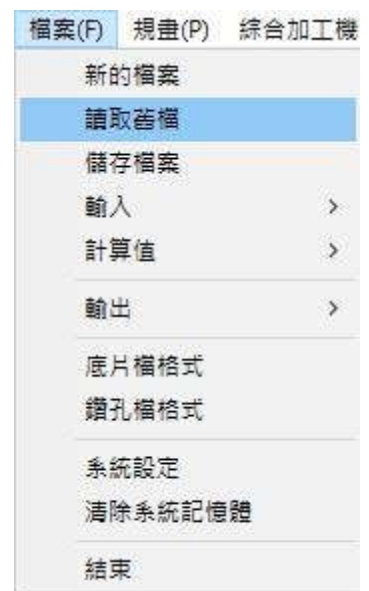 檔案(F) 規畫(P) 綜合加工機
新的檔案
讀取舊檔
儲存檔案
輸入
計算值
輸出
底片檔格式
鑽孔檔格式
系統設定
清除系統記憶體
結束